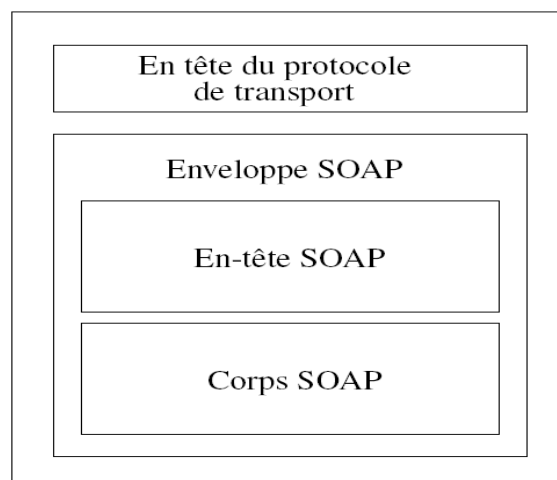 En tête du protocole
de transport
Enveloppe SOAP
En-tête SOAP
Corps SOAP